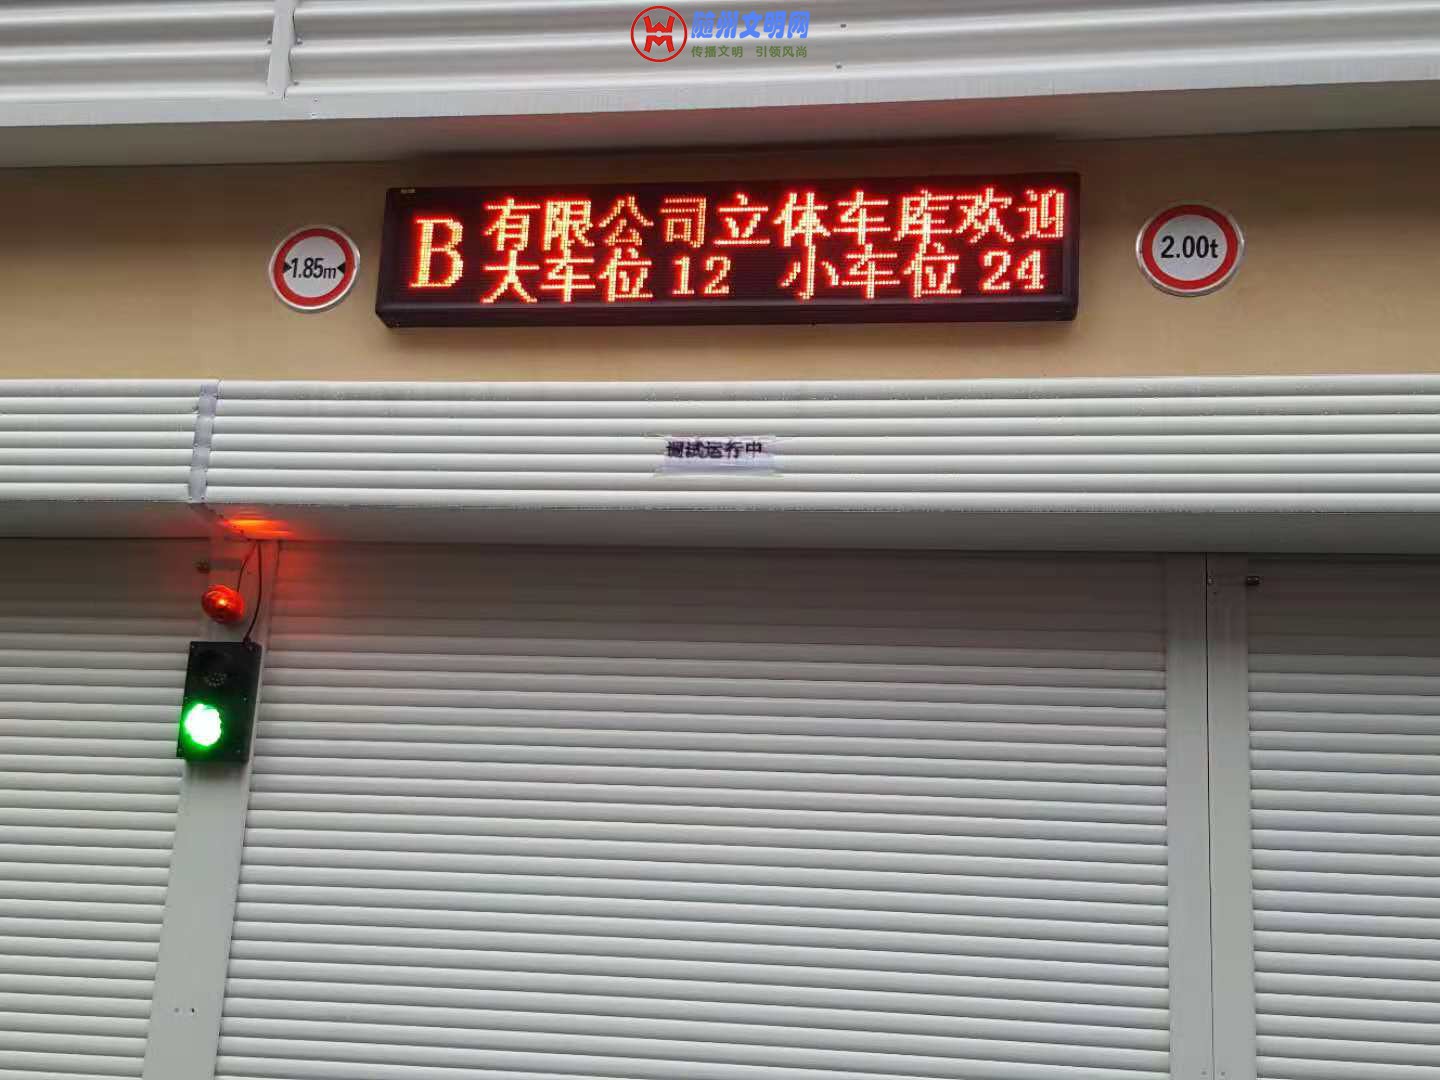 随州文明网
传播文明 引领风尚
B
有限公司立体车库欢迎
大车位12 小车位24
1.85m
2.00t
调试运行中